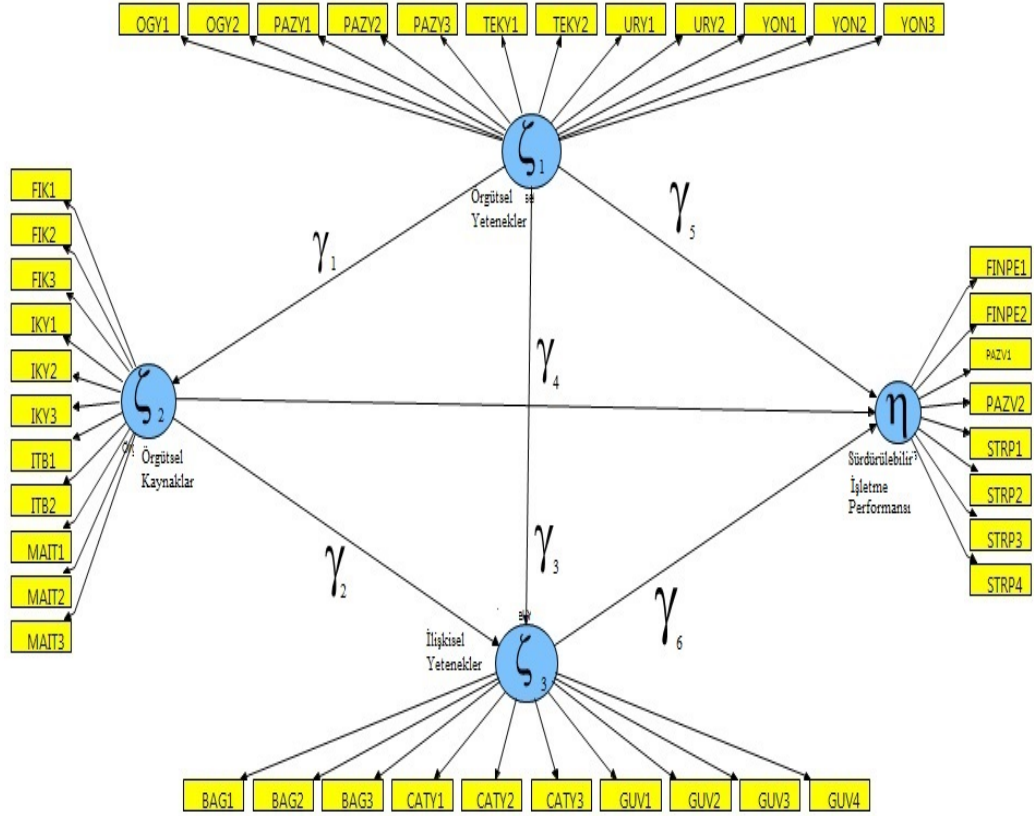 OGY1 OGY2 PAZY1 PAZY2 PAZY3 TEKY1 TEKY2 URY1 URY2 YON1 YON2 YON3
ζ1
Örgütsel
Yetenekler
FIK1
FIK2
FIK3
IKY1
IKY2
IKY3
ITB1
ITB2
MAIT1
MAIT2
MAIT3
γ1
γ5
γ4
ζ2
Örgütsel
Kaynaklar
η
Sürdürülebilir
İşletme
Performansı
FINPE1
FINPE2
PAZV1
PAZV2
STRP1
STRP2
STRP3
STRP4
γ2
γ3
γ6
İlişkisel
Yetenekler
ζ3
BAG1 BAG2 BAG3 CATY1 CATY2 CATY3 GUV1 GUV2 GUV3 GUV4